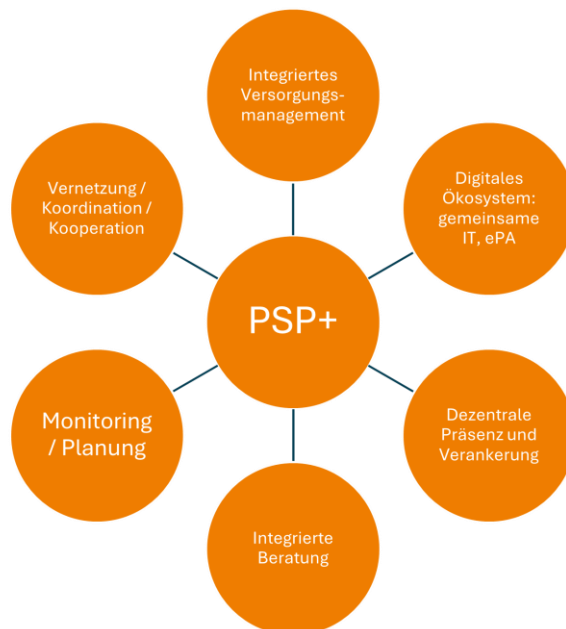 Integriertes
Versorgungs-
management
Vernetzung /
Koordination /
Kooperation
Digitales
Ökosystem:
gemeinsame
IT, ePA
PSP+
Monitoring
/ Planung
Dezentrale
Präsenz und
Verankerung
Integrierte
Beratung